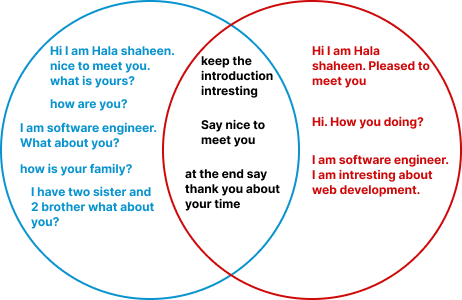 Hi I am Hala shaheen.
nice to meet you.
what is yours?
how are you?
I am software engineer.
What about you?
how is your family?
I have two sister and
2 brother what about
you?
keep the
introduction
intresting
Say nice to
meet you
at the end say
thank you about
your time
Hi I am Hala
shaheen. Pleased to
meet you
Hi. How you doing?
I am software engineer.
I am intresting about
web development.